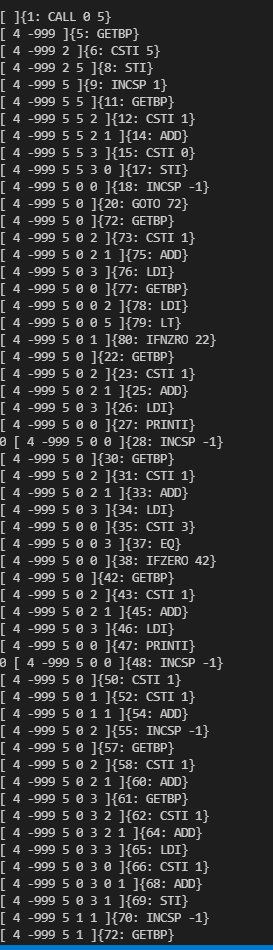 [ ]{1: CALL 0 5}
[ 4 -999 ]{5: GETBP}
[ 4 -999 2 ]{6: CSTI 5}
[ 4 -999 2 5 ]{8: STI}
[ 4 -999 5 ]{9: INCSP 1}
[ 4 -999 5 5 ]{11: GETBP}
[ 4 -999 5 5 2 ]{12: CSTI 1}
[ 4 -999 5 5 2 1 ]{14: ADD}
[ 4 -999 5 5 3 ]{15: CSTI 0}
[ 4 -999 5 5 3 0 ]{17: STI}
[ 4 -999 5 0 0 ]{18: INCSP -1}
[ 4 -999 5 0 ]{20: GOTO 72}
[ 4 -999 5 0 ]{72: GETBP}
[ 4 -999 5 0 2 ]{73: CSTI 1}
[ 4 -999 5 0 2 1 ]{75: ADD}
[ 4 -999 5 0 3 ]{76: LDI}
[ 4 -999 5 0 0 ]{77: GETBP}
[ 4 -999 5 0 0 2 ]{78: LDI}
[ 4 -999 5 0 0 5 ]{79: LT}
[ 4 -999 5 0 1 ]{80: IFNZRO 22}
[ 4 -999 5 0 ]{22: GETBP}
[ 4 -999 5 0 2 ]{23: CSTI 1}
[ 4 -999 5 0 2 1 ]{25: ADD}
[ 4 -999 5 0 3 ]{26: LDI}
[ 4 -999 5 0 0 ]{27: PRINTI}
0 [ 4 -999 5 0 0 ]{28: INCSP -1}
[ 4 -999 5 0 ]{30: GETBP}
[ 4 -999 5 0 2 ]{31: CSTI 1}
[ 4 -999 5 0 2 1 ]{33: ADD}
[ 4 -999 5 0 3 ]{34: LDI}
[ 4 -999 5 0 0 ]{35: CSTI 3}
[ 4 -999 5 0 0 3 ]{37: EQ}
[ 4 -999 5 0 0 ]{38: IFZERO 42}
[ 4 -999 5 0 ]{42: GETBP}
[ 4 -999 5 0 2 ]{43: CSTI 1}
[ 4 -999 5 0 2 1 ]{45: ADD}
[ 4 -999 5 0 3 ]{46: LDI}
[ 4 -999 5 0 0 ]{47: PRINTI}
0 [ 4 -999 5 0 0 ]{48: INCSP -1}
[ 4 -999 5 0 ]{50: CSTI 1}
[ 4 -999 5 0 1 ]{52: CSTI 1}
[ 4 -999 5 0 1 1 ]{54: ADD}
[ 4 -999 5 0 2 ]{55: INCSP -1}
[ 4 -999 5 0 ]{57: GETBP}
[ 4 -999 5 0 2 ]{58: CSTI 1}
[ 4 -999 5 0 2 1 ]{60: ADD}
[ 4 -999 5 0 3 ]{61: GETBP}
[ 4 -999 5 0 3 2 ]{62: CSTI 1}
[ 4 -999 5 0 3 2 1 ]{64: ADD}
[ 4 -999 5 0 3 3 ]{65: LDI}
[ 4 -999 5 0 3 0 ]{66: CSTI 1}
[ 4 -999 5 0 3 0 1 ]{68: ADD}
[ 4 -999 5 0 3 1 ]{69: STI}
[ 4 -999 5 1 1 ]{70: INCSP -1}
[ 4 -999 5 1 ]{72: GETBP}